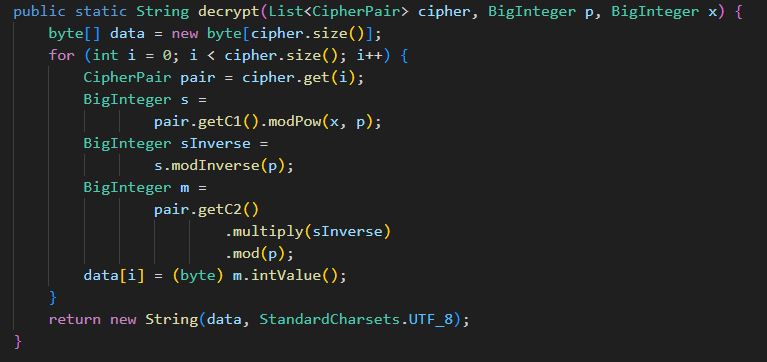 public static String decrypt(List<CipherPair> cipher, BigInteger p, BigInteger x) {
    byte[] data = new byte[cipher.size()];
    for (int i = 0; i < cipher.size(); i++) {
        CipherPair pair = cipher.get(i);
        BigInteger s =
                pair.getC1().modPow(x, p);
        BigInteger sInverse =
                s.modInverse(p);
        BigInteger m =
                pair.getC2()
                        .multiply(sInverse)
                        .mod(p);
        data[i] = (byte) m.intValue();
    }
    return new String(data, StandardCharsets.UTF_8);
}